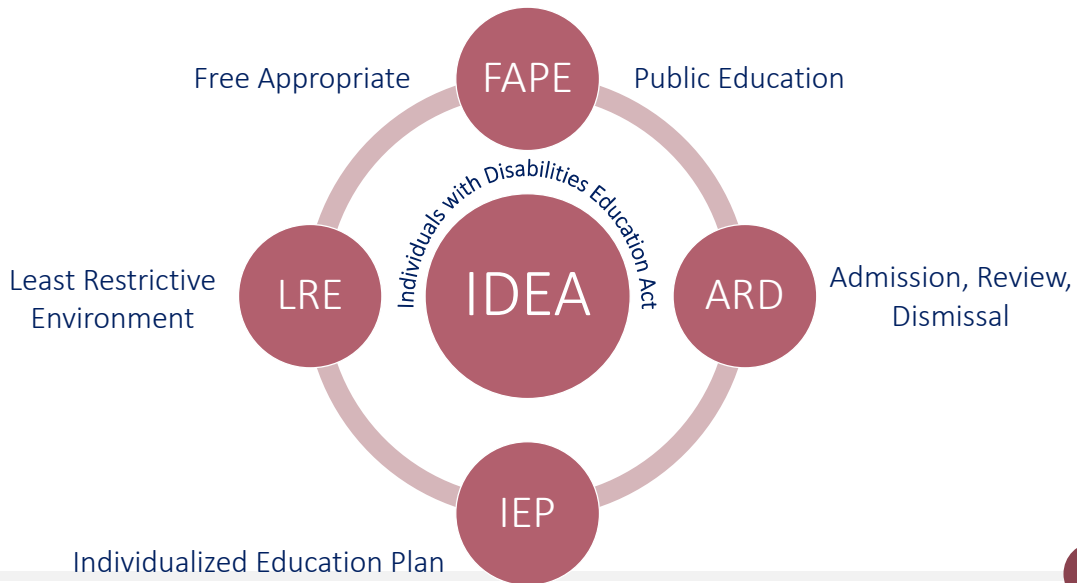 FAPE
Free Appropriate
Public Education
Individuals with Disabilities Education Act
IDEA
LRE
Least Restrictive
Environment
ARD
Admission, Review,
Dismissal
IEP
Individualized Education Plan